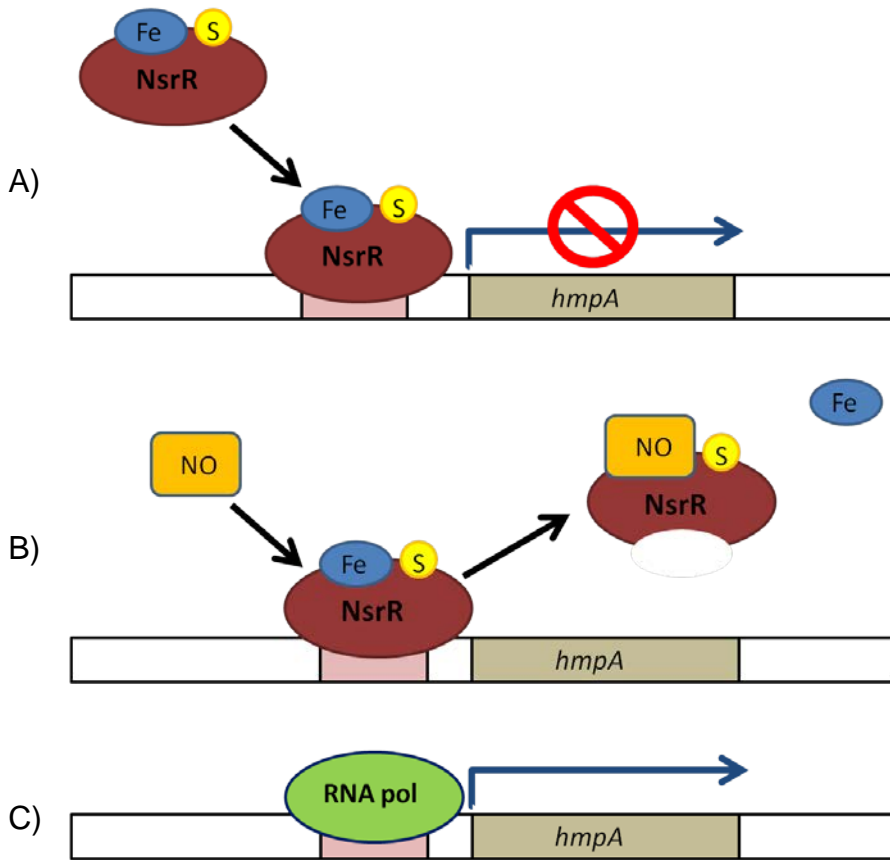 Fe S
NsrR
A)
Fe S
NsrR
hmpA
Fe
NO
NO S
NsrR
B)
Fe S
NsrR
hmpA
RNA pol
C)
hmpA